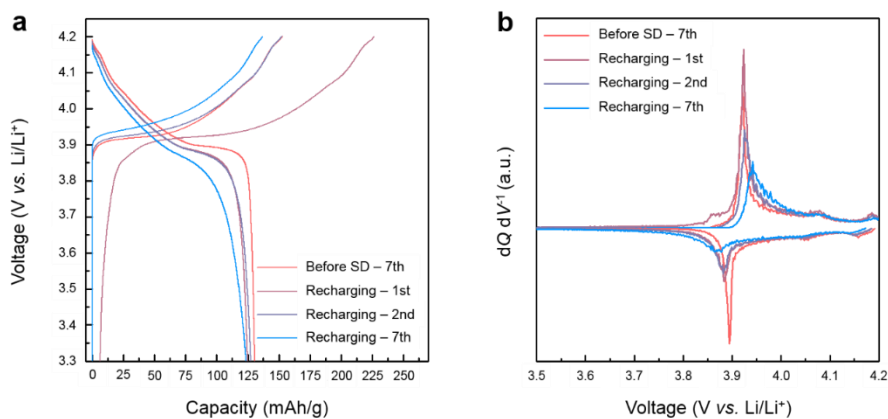 a
4.2
4.1
4.0
3.9
3.8
3.7
3.6
3.5
3.4
3.3
Voltage (V vs. Li/Li⁺)
0 25 50 75 100 125 150 175 200 225 250
Capacity (mAh/g)
Before SD – 7th
Recharging – 1st
Recharging – 2nd
Recharging – 7th
b
Before SD – 7th
Recharging – 1st
Recharging – 2nd
Recharging – 7th
dQ dV⁻¹ (a.u.)
3.5 3.6 3.7 3.8 3.9 4.0 4.1 4.2
Voltage (V vs. Li/Li⁺)